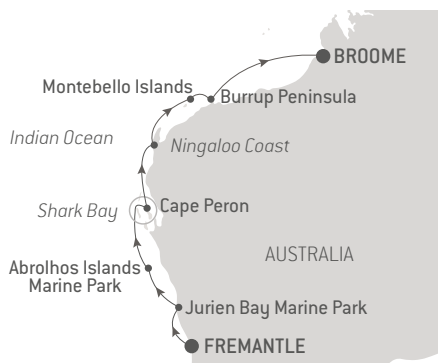 BROOME
Montebello Islands
Burrup Peninsula
Indian Ocean
Ningaloo Coast
Shark Bay
Cape Peron
AUSTRALIA
Abrolhos Islands
Marine Park
Jurien Bay Marine Park
FREMANTLE